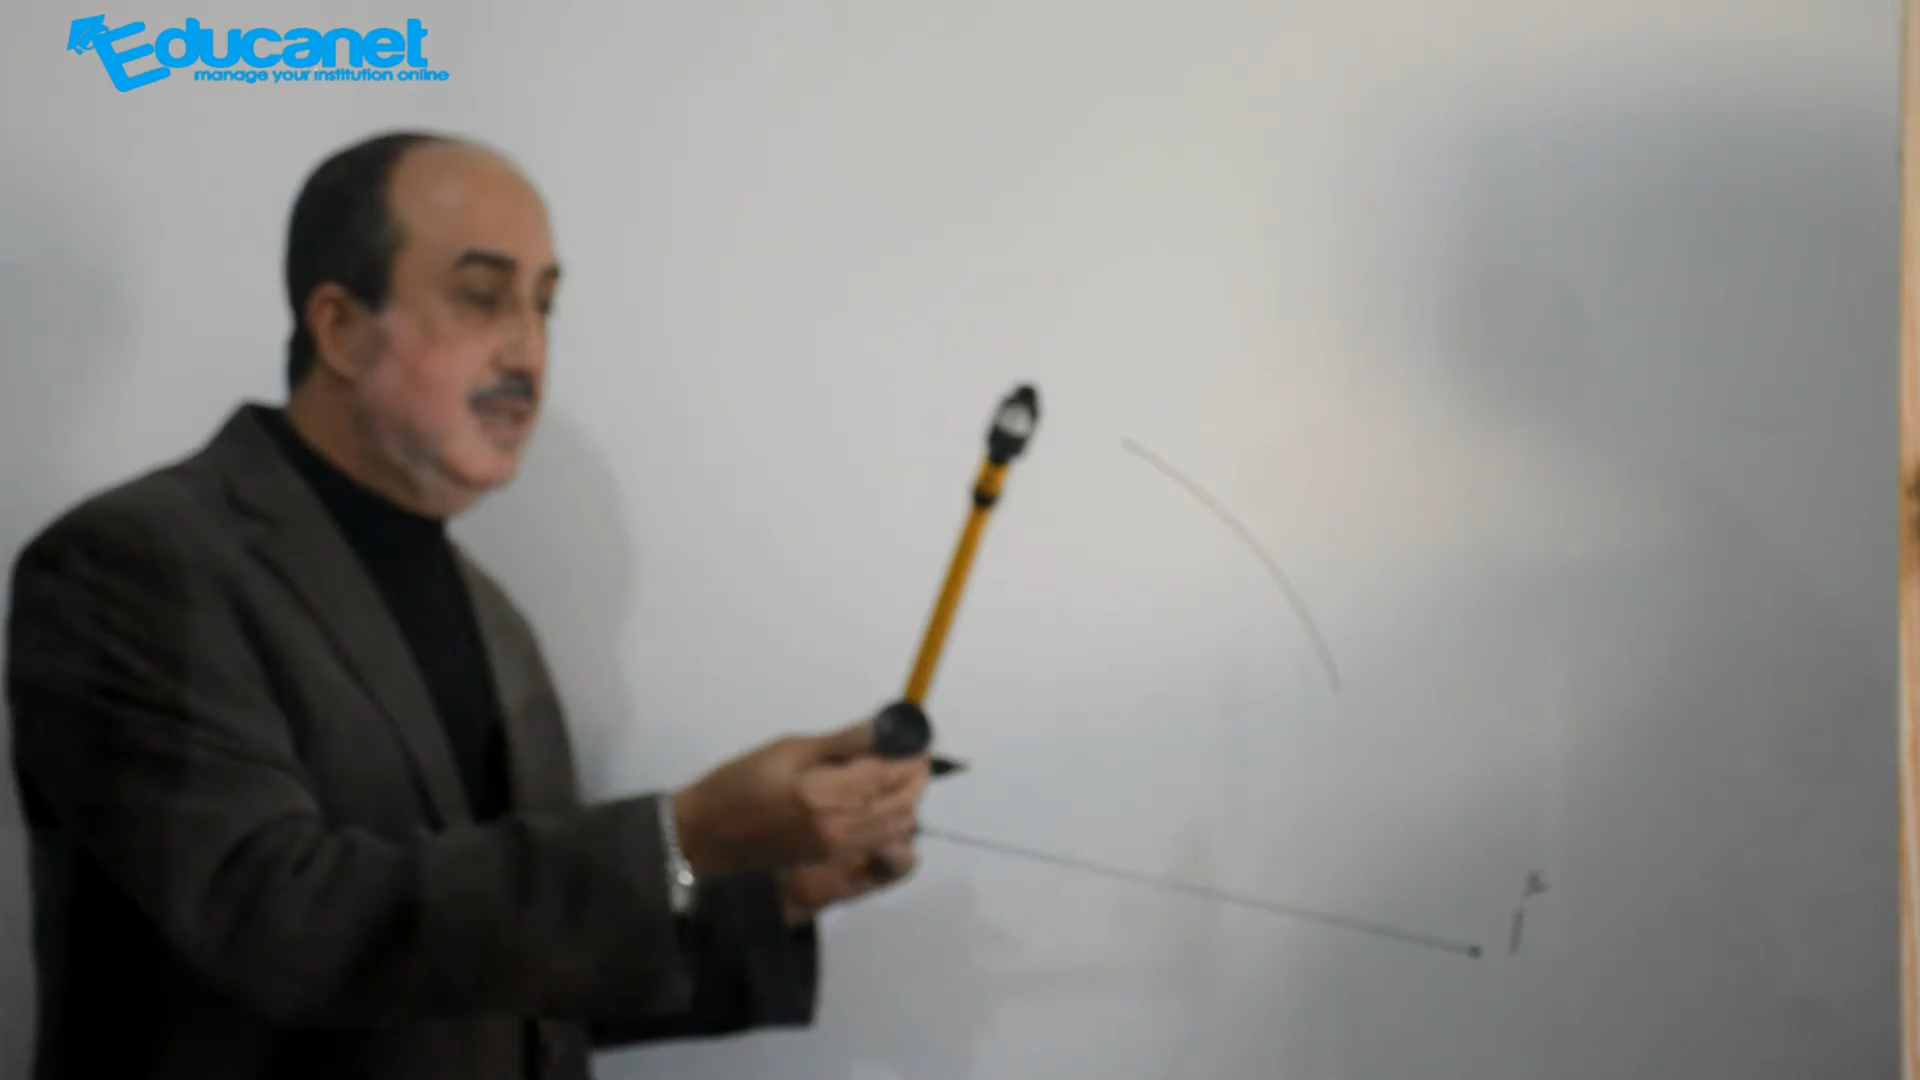 Educanet
manage your institution online
أ